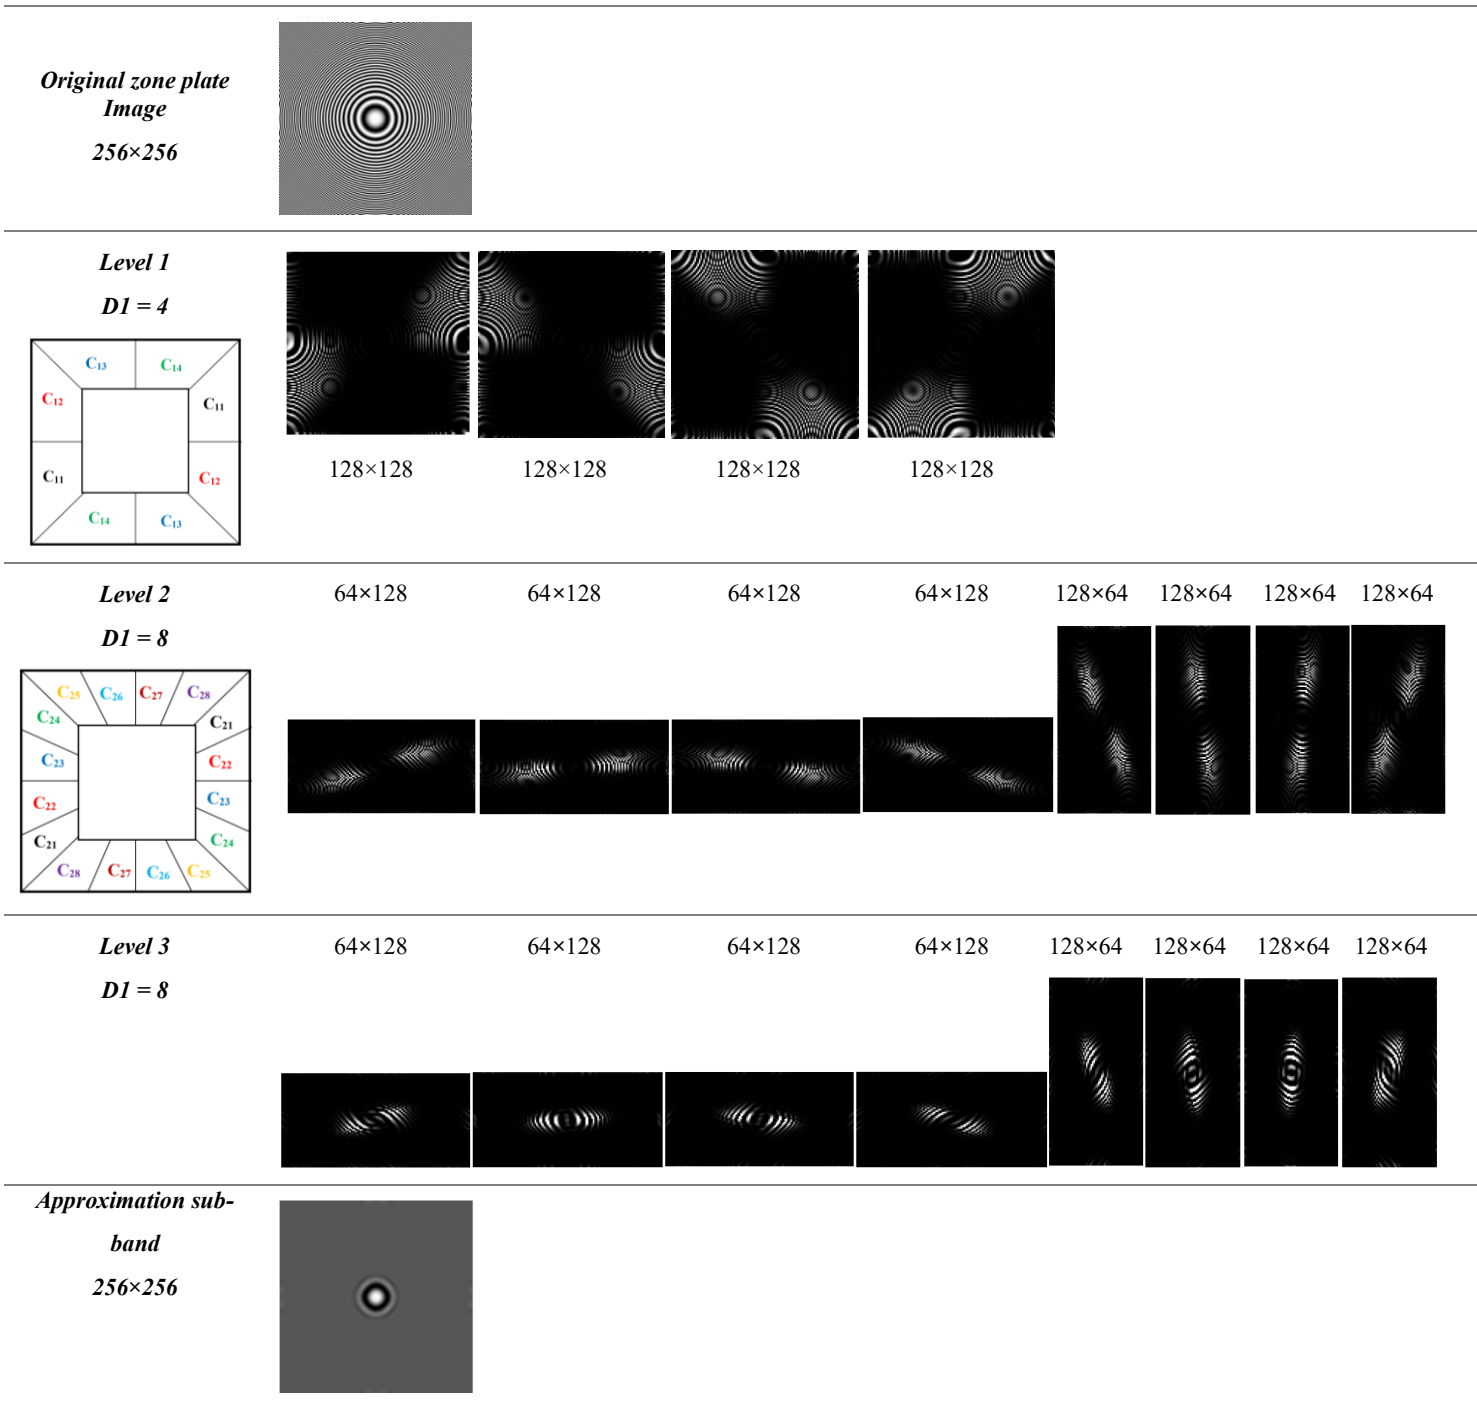 Original zone plate
Image
256×256
Level 1
D1 = 4
C13 C14
C12 C11
C11 C12
C14 C13
128×128 128×128 128×128 128×128
Level 2
D1 = 8
64×128 64×128 64×128 64×128 128×64 128×64 128×64 128×64
C25 C26 C27 C28
C24 C21
C23 C22
C22 C23
C21 C24
C28 C27 C26 C25
Level 3
D1 = 8
64×128 64×128 64×128 64×128 128×64 128×64 128×64 128×64
Approximation sub-
band
256×256